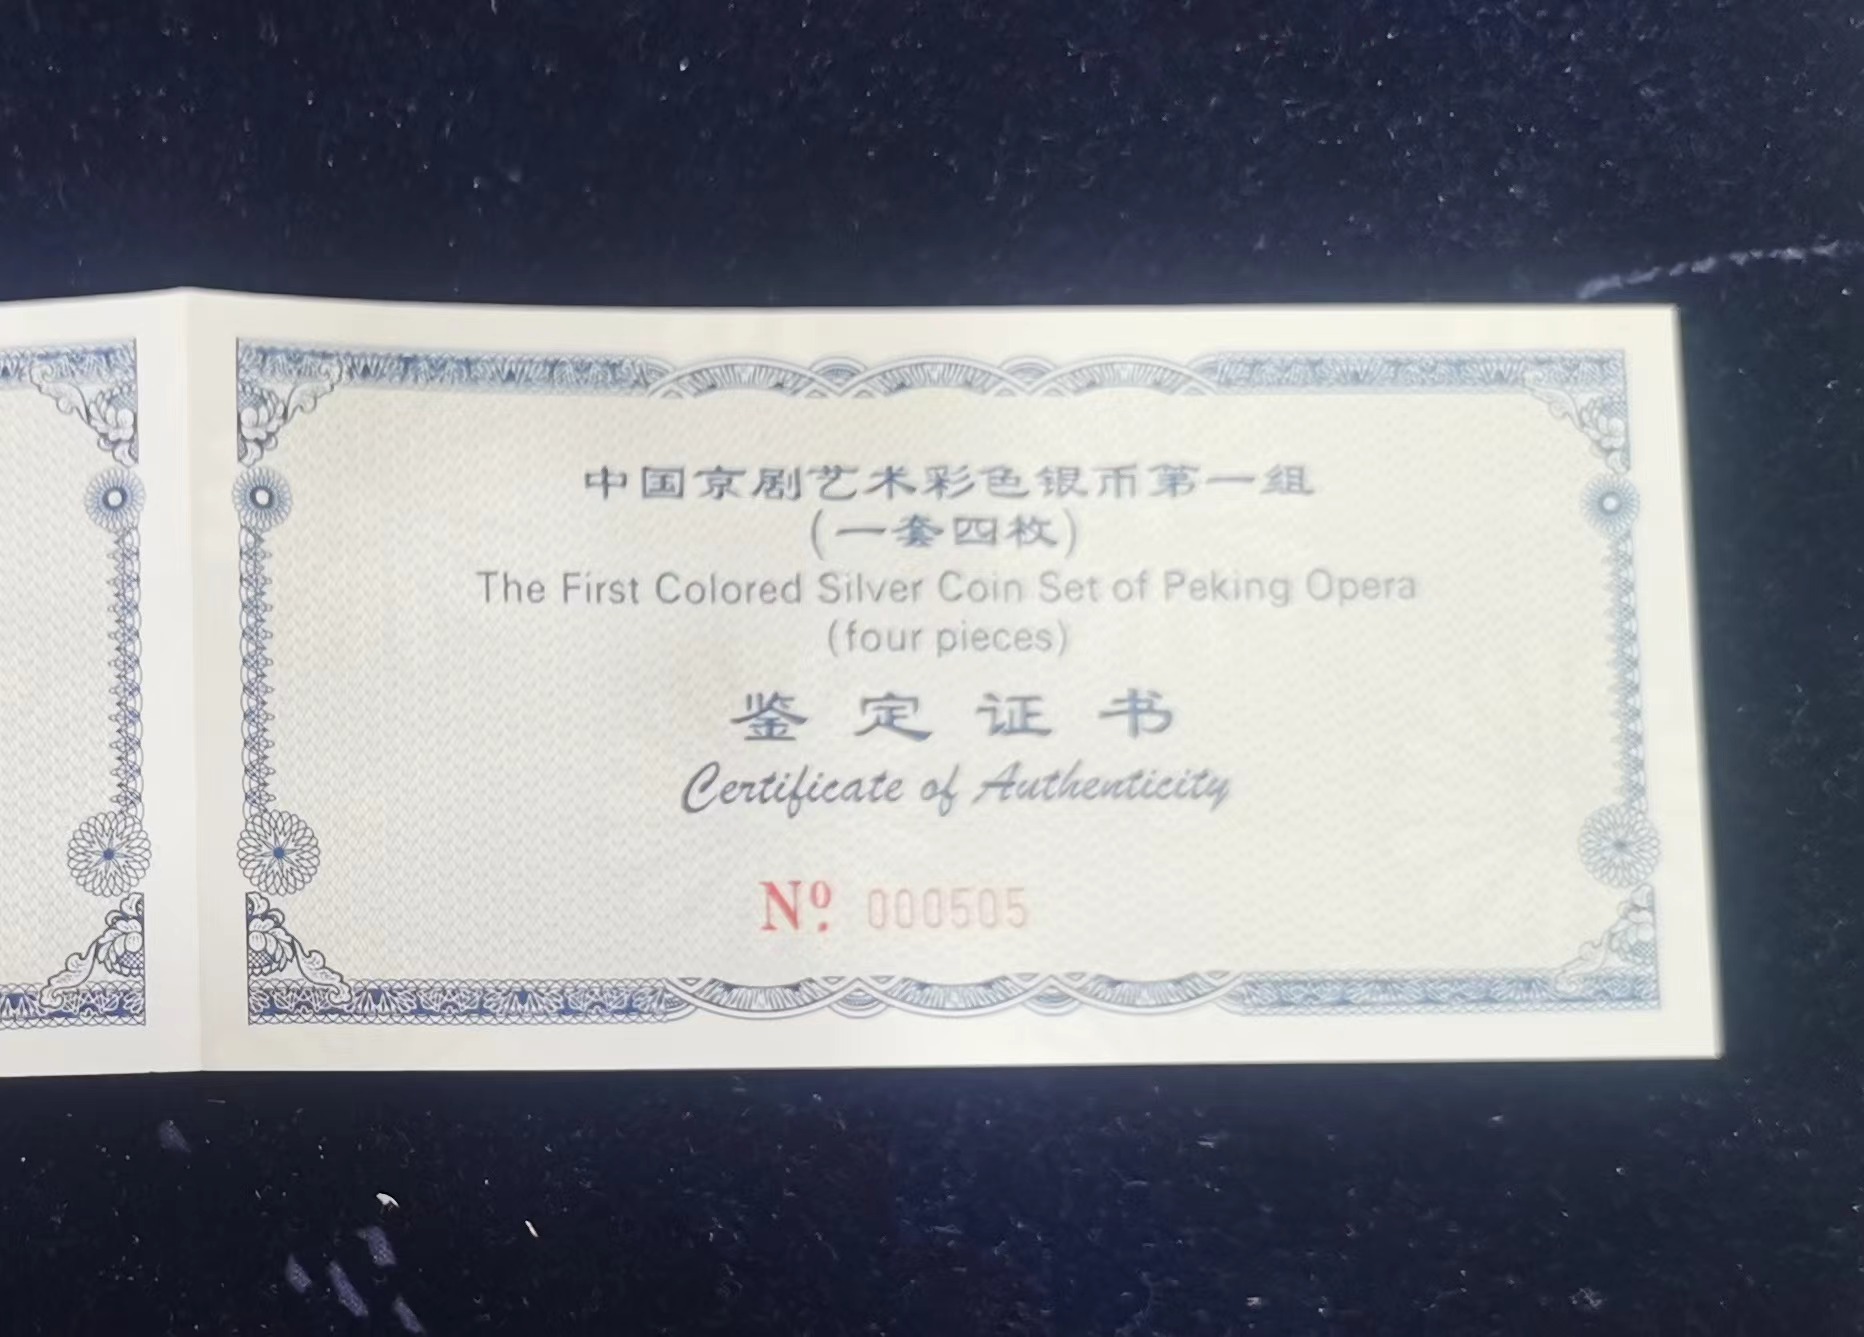 中国京剧艺术彩色银币第一组
(一套四枚)
The First Colored Silver Coin Set of Peking Opera
(four pieces)
鉴定证书
Certificate of Authenticity
Nº 000505